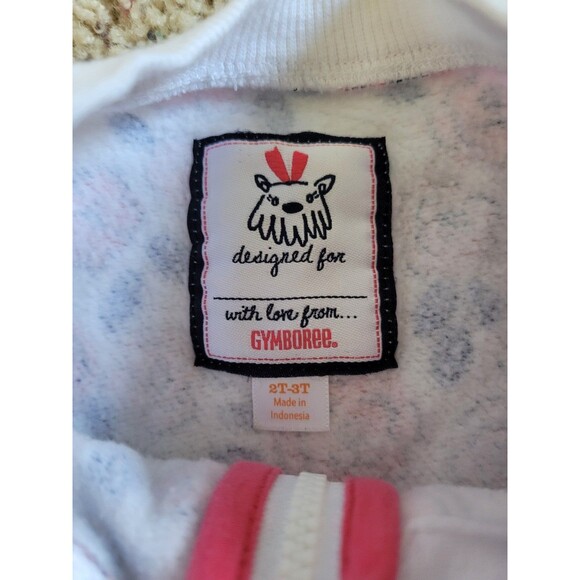 designed for
with love from...
GYMBOREE®
2T-3T
Made in
Indonesia